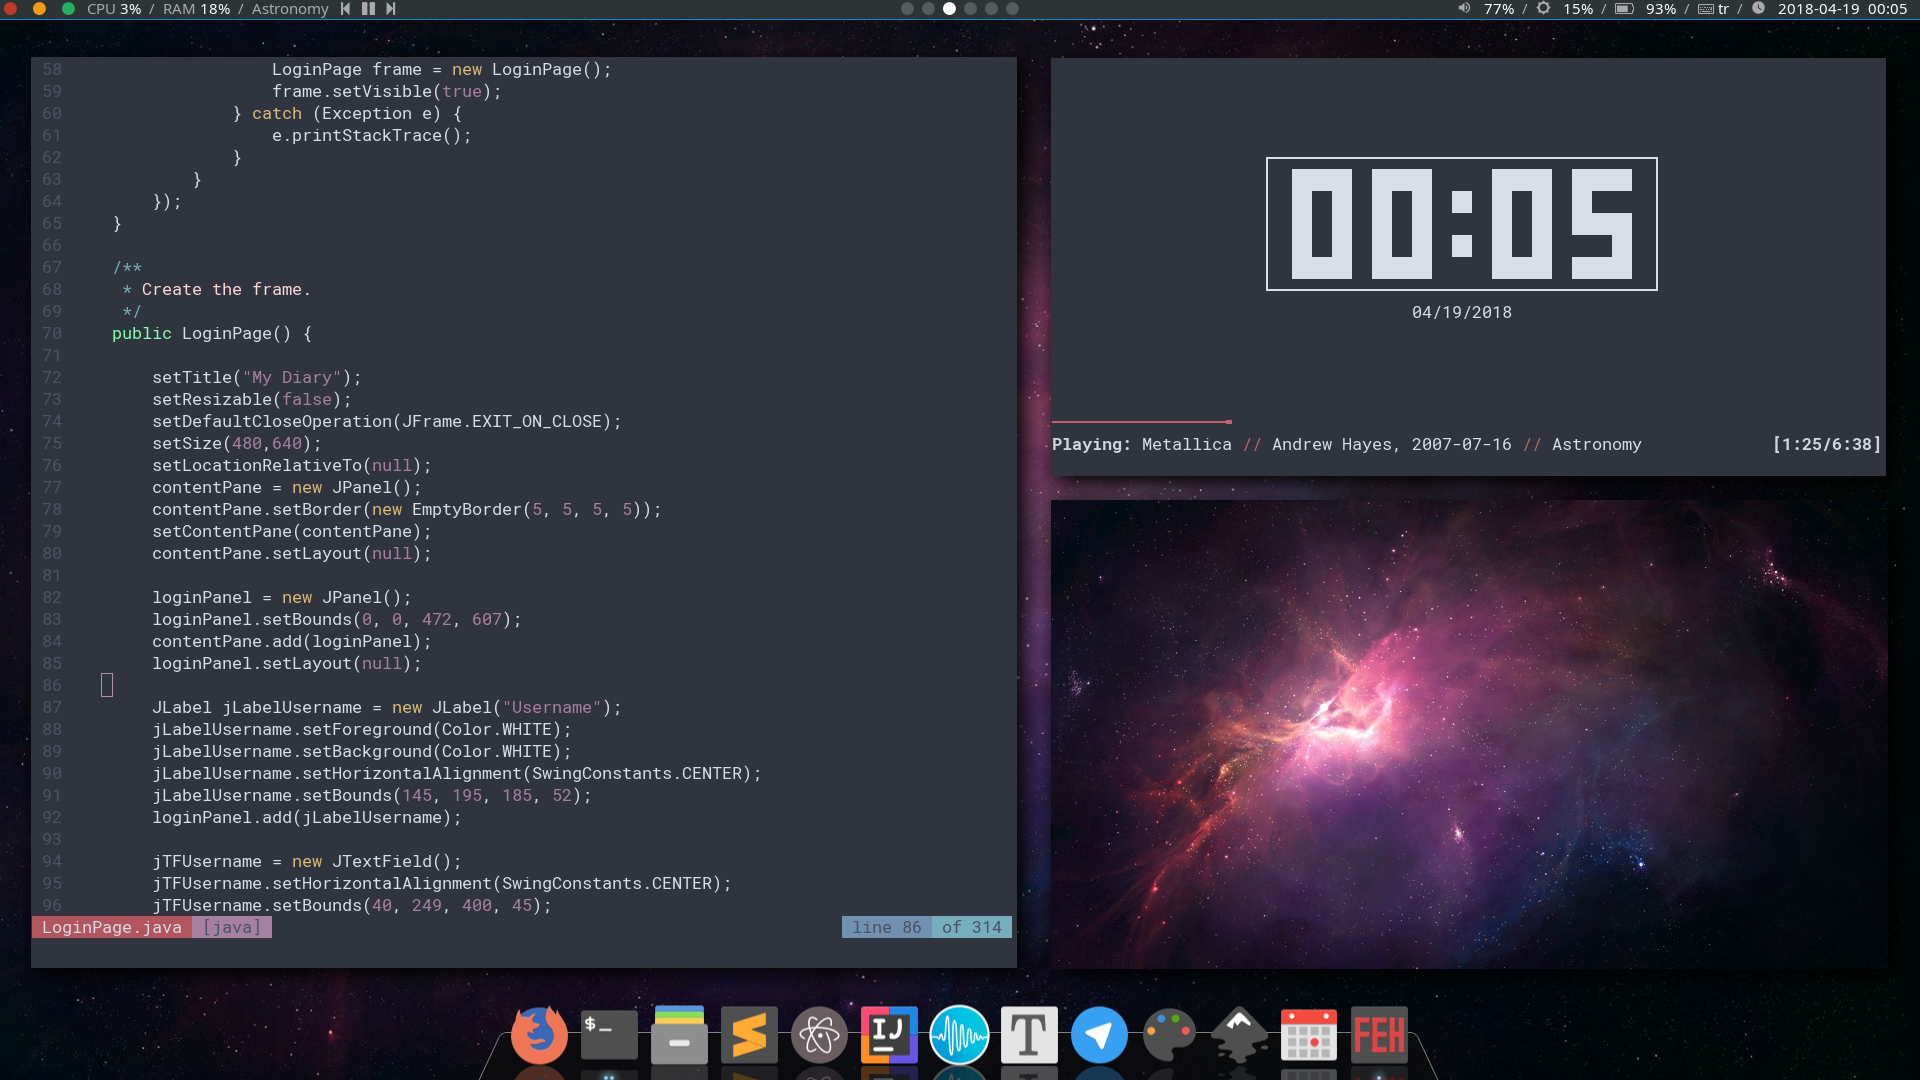 CPU 3% / RAM 18% / Astronomy
77% / 15% / 93% / tr / 2018-04-19 00:05
58 LoginPage frame = new LoginPage();
59 frame.setVisible(true);
60 } catch (Exception e) {
61 e.printStackTrace();
62 }
63 }
64 });
65 }
66
67 /**
68 * Create the frame.
69 */
70 public LoginPage() {
71
72 setTitle("My Diary");
73 setResizable(false);
74 setDefaultCloseOperation(JFrame.EXIT_ON_CLOSE);
75 setSize(480,640);
76 setLocationRelativeTo(null);
77 contentPane = new JPanel();
78 contentPane.setBorder(new EmptyBorder(5, 5, 5, 5));
79 setContentPane(contentPane);
80 contentPane.setLayout(null);
81
82 loginPanel = new JPanel();
83 loginPanel.setBounds(0, 0, 472, 607);
84 contentPane.add(loginPanel);
85 loginPanel.setLayout(null);
86
87 JLabel jLabelUsername = new JLabel("Username");
88 jLabelUsername.setForeground(Color.WHITE);
89 jLabelUsername.setBackground(Color.WHITE);
90 jLabelUsername.setHorizontalAlignment(SwingConstants.CENTER);
91 jLabelUsername.setBounds(145, 195, 185, 52);
92 loginPanel.add(jLabelUsername);
93
94 jTFUsername = new JTextField();
95 jTFUsername.setHorizontalAlignment(SwingConstants.CENTER);
96 jTFUsername.setBounds(40, 249, 400, 45);
LoginPage.java [java] line 86 of 314
00:05
04/19/2018
Playing: Metallica // Andrew Hayes, 2007-07-16 // Astronomy [1:25/6:38]
$_ IJ T FEH